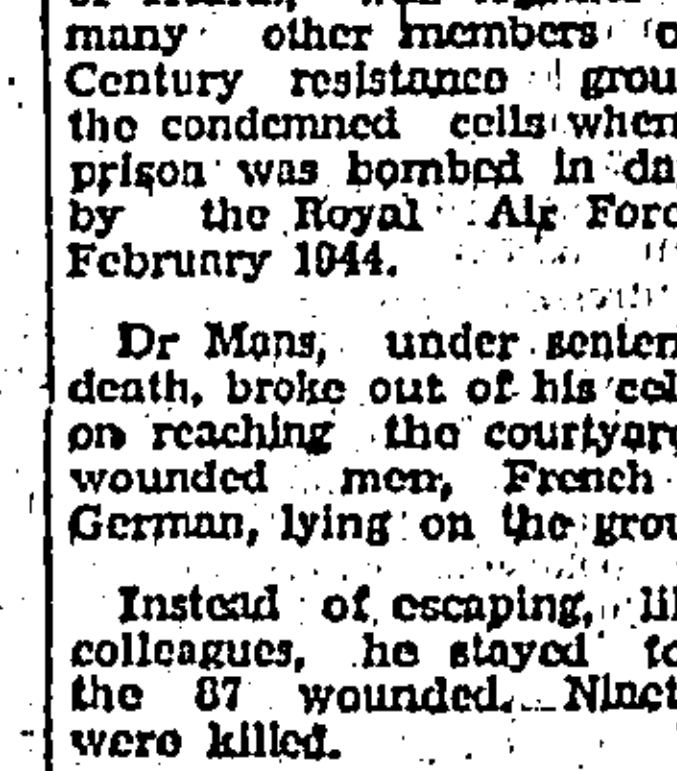 many other members o
Century resistance grou
the condemned cells when
prison was bombed in da
by the Royal Air Forc
February 1944.
Dr Mans, under senten
death, broke out of his cel
on reaching the courtyard
wounded men, French
German, lying on the grou
Instead of escaping, lik
colleagues, he stayed to
the 87 wounded. Ninet
were killed.